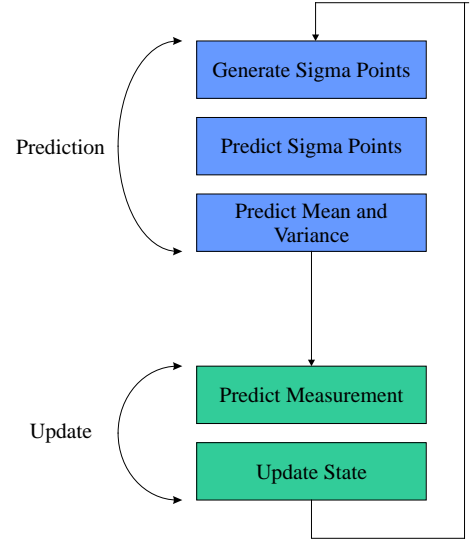 Generate Sigma Points
Prediction
Predict Sigma Points
Predict Mean and
Variance
Predict Measurement
Update
Update State